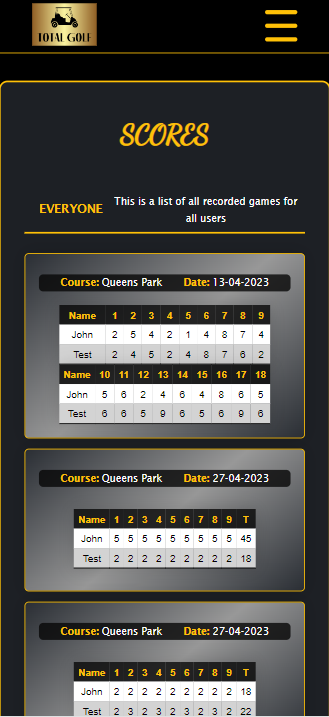 TOTAL GOLF
SCORES
EVERYONE This is a list of all recorded games for
all users
Course: Queens Park Date: 13-04-2023
Name 1 2 3 4 5 6 7 8 9
John 2 5 4 2 1 4 8 7 4
Test 2 4 5 2 4 8 7 6 2
Name 10 11 12 13 14 15 16 17 18
John 5 6 2 4 6 4 8 6 5
Test 6 6 5 9 6 5 6 9 6
Course: Queens Park Date: 27-04-2023
Name 1 2 3 4 5 6 7 8 9 T
John 5 5 5 5 5 5 5 5 5 45
Test 2 2 2 2 2 2 2 2 2 18
Course: Queens Park Date: 27-04-2023
Name 1 2 3 4 5 6 7 8 9 T
John 2 2 2 2 2 2 2 2 2 18
Test 2 3 2 3 2 3 2 3 2 22